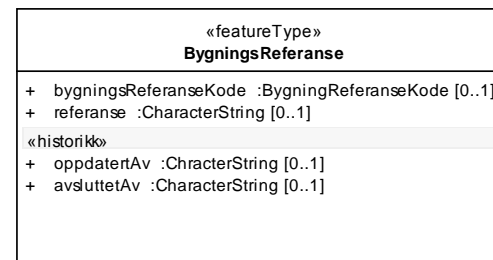 «featureType»
BygningsReferanse
+ bygningsReferanseKode :BygningReferanseKode [0..1]
+ referanse :CharacterString [0..1]
«historikk»
+ oppdatertAv :ChracterString [0..1]
+ avsluttetAv :CharacterString [0..1]